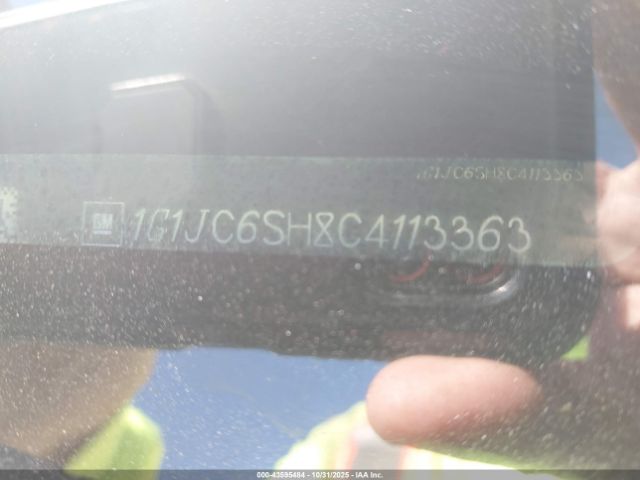 1G1JC6SH8C4113363
GM 1G1JC6SH8C4113363
000-43595484 - 10/31/2025 - IAA Inc.